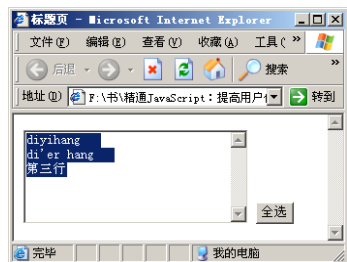 标题页 - Microsoft Internet Explorer
文件(F) 编辑(E) 查看(V) 收藏(A) 工具( »
后退 搜索 »
地址(D) F:\书\精通JavaScript：提高用户 转到
diyihang
di'er hang
第三行
全选
完毕 我的电脑